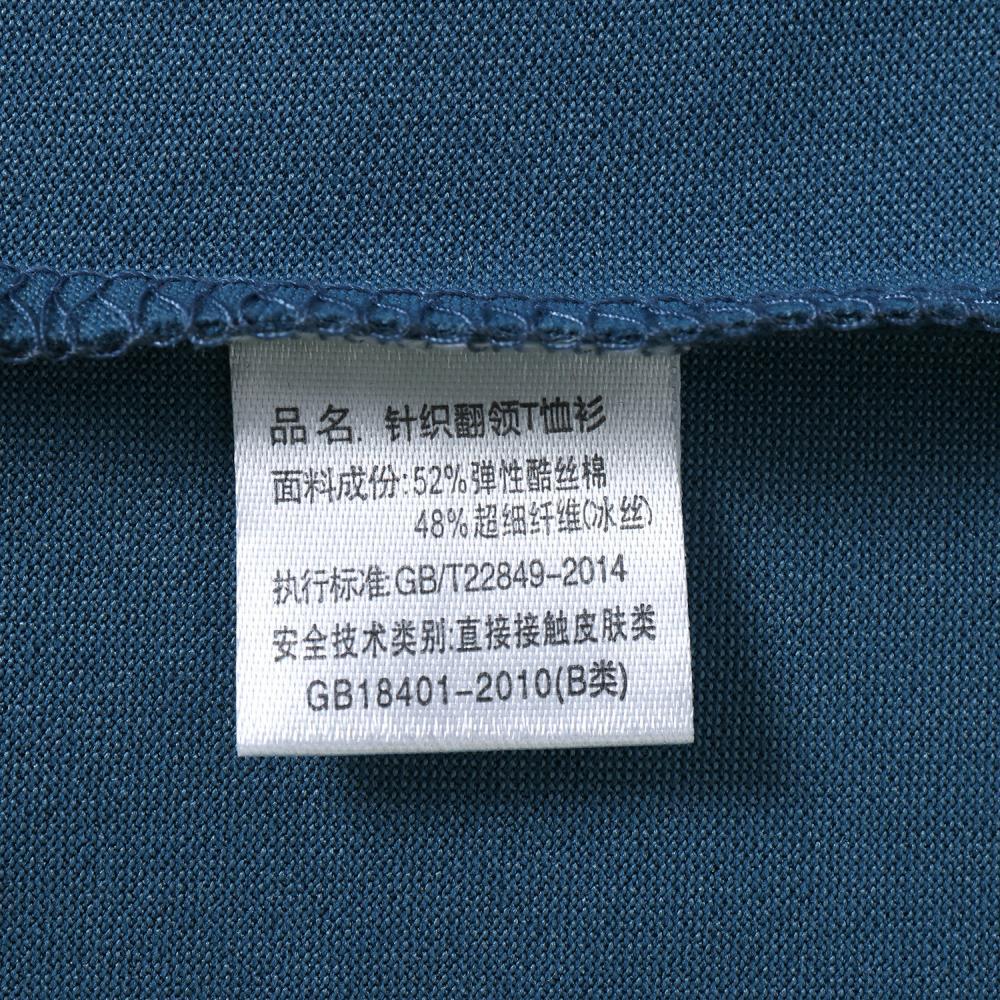 品名. 针织翻领T恤衫
面料成份:52%弹性酷丝棉
48%超细纤维(冰丝)
执行标准:GB/T22849-2014
安全技术类别:直接接触皮肤类
GB18401-2010(B类)